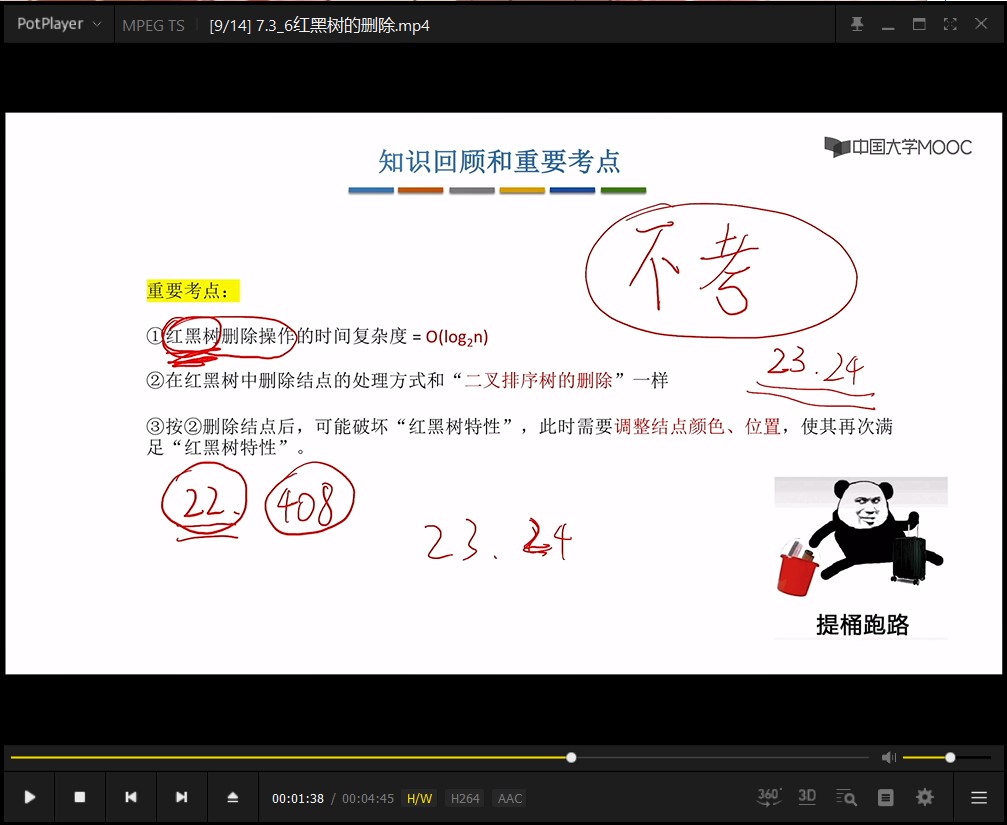 PotPlayer MPEG TS [9/14] 7.3_6红黑树的删除.mp4
中国大学MOOC
知识回顾和重要考点
不考
重要考点：
①红黑树删除操作的时间复杂度 = O(log2n)
23.24
②在红黑树中删除结点的处理方式和“二叉排序树的删除”一样
③按②删除结点后，可能破坏“红黑树特性”，此时需要调整结点颜色、位置，使其再次满
足“红黑树特性”。
22. 408
23. 24
提桶跑路
00:01:38 / 00:04:45 H/W H264 AAC
360° 3D